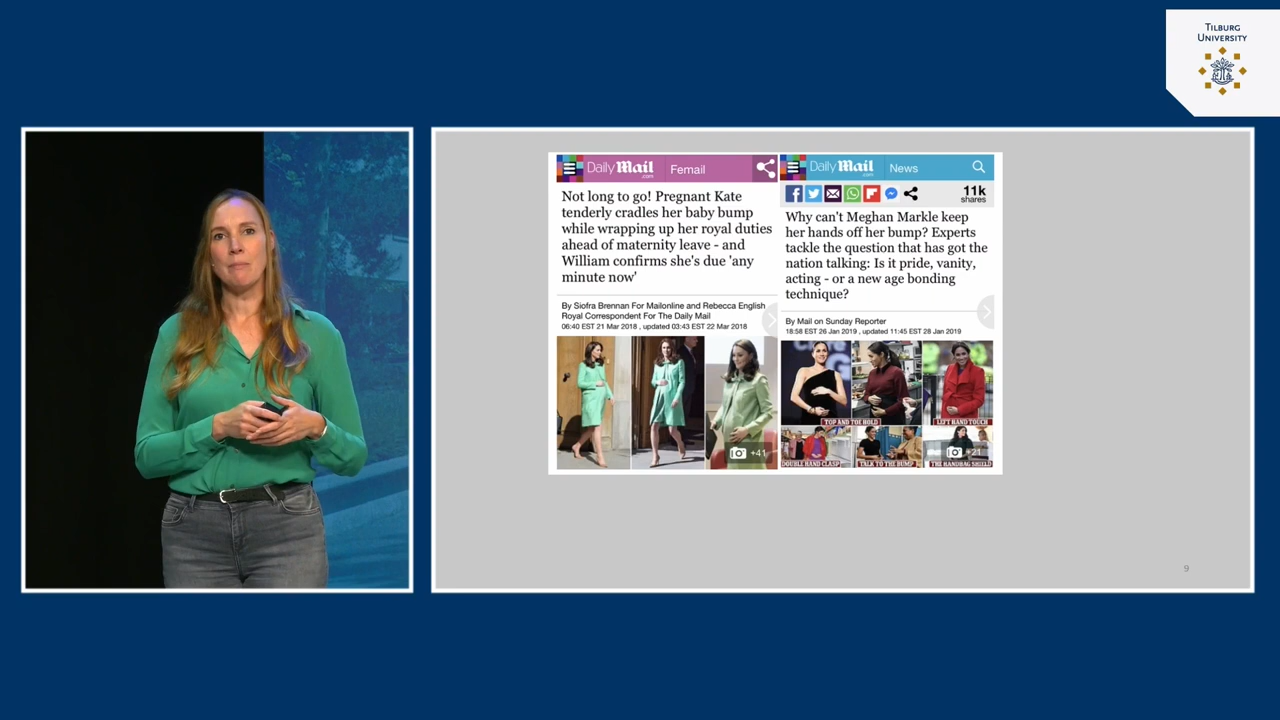 TILBURG
UNIVERSITY
Daily Mail
.com
Femail
Not long to go! Pregnant Kate
tenderly cradles her baby bump
while wrapping up her royal duties
ahead of maternity leave - and
William confirms she's due 'any
minute now'
By Siofra Brennan For Mailonline and Rebecca English
Royal Correspondent For The Daily Mail
06:40 EST 21 Mar 2018 , updated 03:43 EST 22 Mar 2018
+41
Daily Mail
.com
News
11k
shares
Why can't Meghan Markle keep
her hands off her bump? Experts
tackle the question that has got the
nation talking: Is it pride, vanity,
acting - or a new age bonding
technique?
By Mail on Sunday Reporter
18:58 EST 26 Jan 2019 , updated 11:45 EST 28 Jan 2019
TOP AND TOE HOLD
LEFT HAND TOUCH
+21
DOUBLE HAND CLASP
TALK TO THE BUMP
THE HANDBAG SHIELD
9